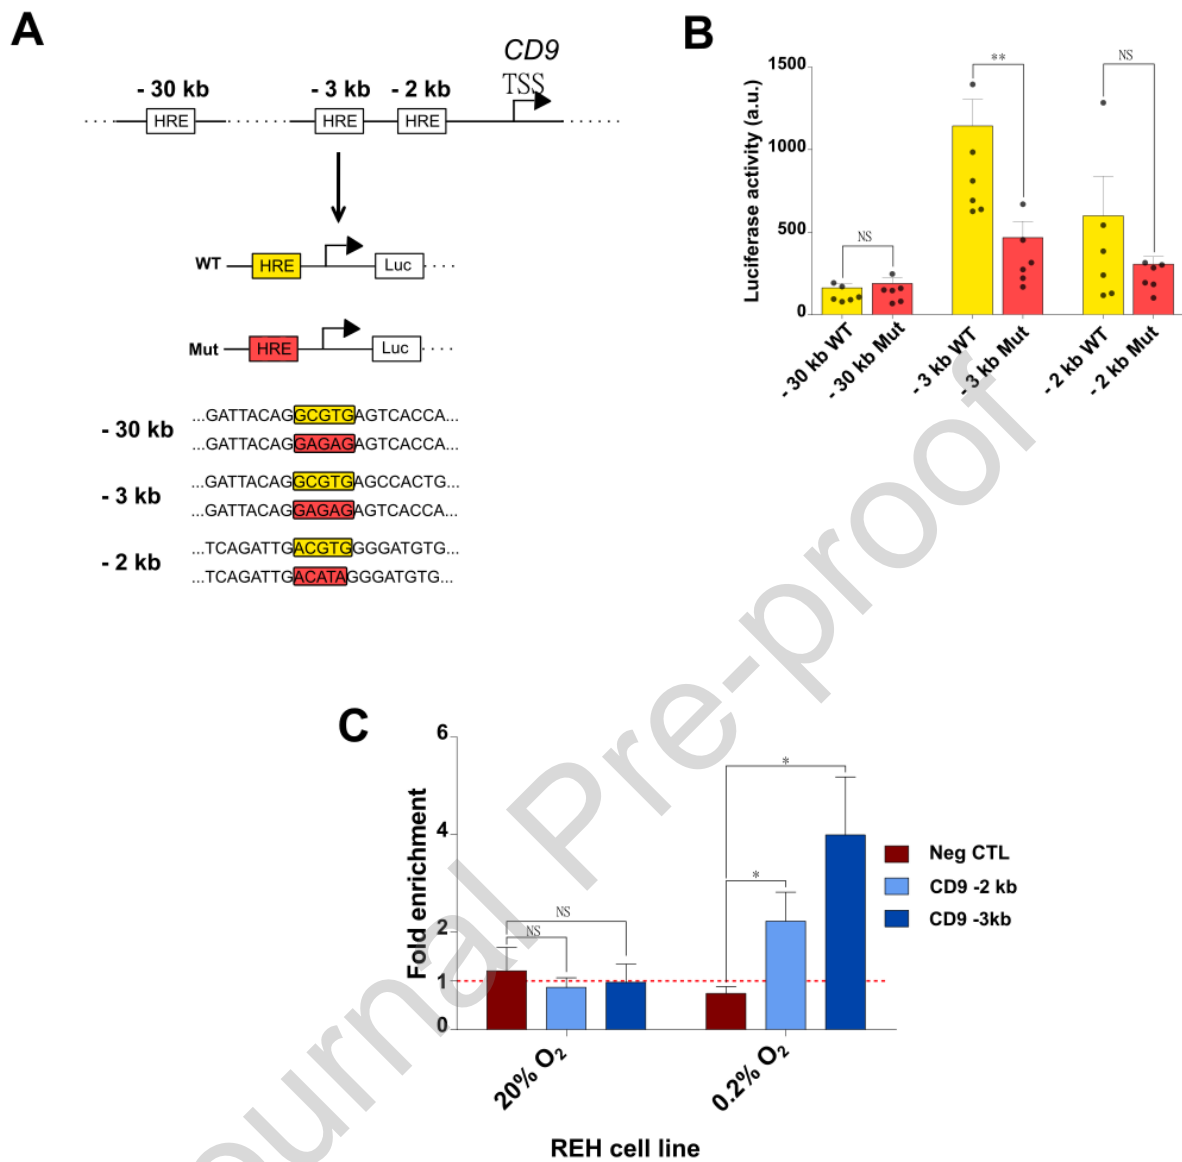 A
CD9
TSS
- 30 kb
- 3 kb
- 2 kb
HRE
HRE
HRE
WT
HRE
Luc
Mut
HRE
Luc
- 30 kb
...GATTACAGGCGTGAGTCACCA...
...GATTACAGGAGAGAGTCACCA...
- 3 kb
...GATTACAGGCGTGAGCCACTG...
...GATTACAGGAGAGAGTCACCA...
- 2 kb
...TCAGATTGACGTGGGGATGTG...
...TCAGATTGACATAGGGATGTG...
B
Luciferase activity (a.u.)
1500
1000
500
0
NS
**
NS
- 30 kb WT
- 30 kb Mut
- 3 kb WT
- 3 kb Mut
- 2 kb WT
- 2 kb Mut
C
Fold enrichment
6
4
2
1
0
NS
NS
*
*
20% O2
0.2% O2
REH cell line
Neg CTL
CD9 -2 kb
CD9 -3kb
Journal Pre-proof